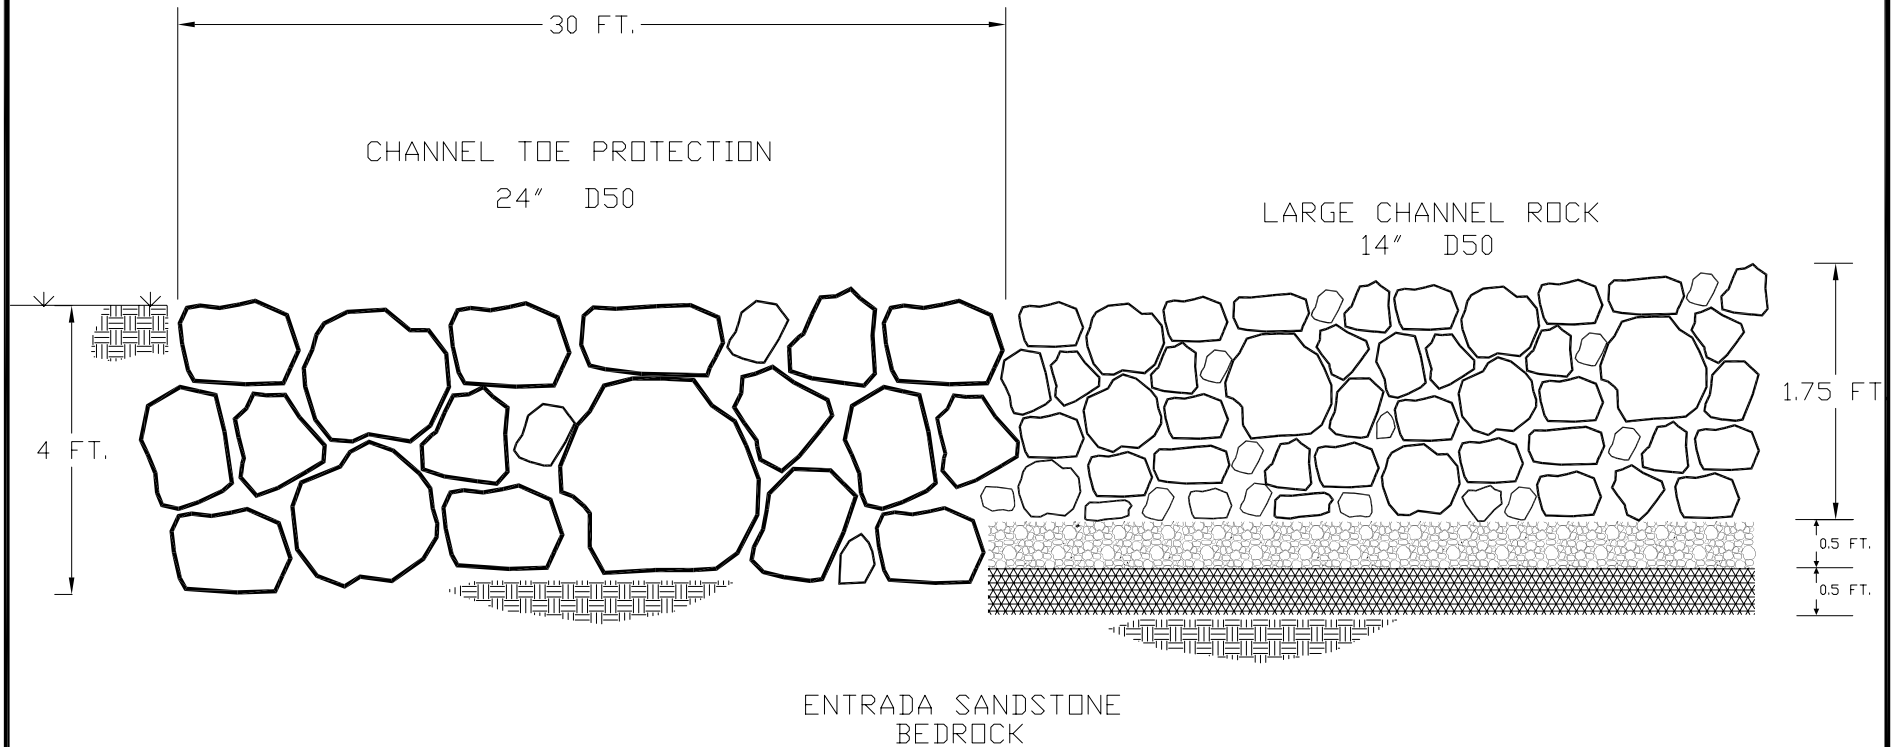 30 FT.
CHANNEL TOE PROTECTION
24" D50
LARGE CHANNEL ROCK
14" D50
4 FT.
1.75 FT
0.5 FT.
0.5 FT.
ENTRADA SANDSTONE
BEDROCK